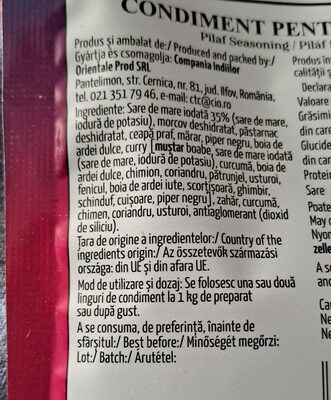 CONDIMENT PENT
Pilaf Seasoning/ Piláf
Produs și ambalat de:/ Produced and packed by:/
Gyártja és csomagolja: Compania Indiilor
Orientale Prod SRL
Pantelimon, str. Cernica, nr. 81, jud. Ilfov, România,
tel. 021 351 79 46, e-mail: ctc@cio.ro
Ingrediente: Sare de mare iodată 35% (sare de mare,
iodură de potasiu), morcov deshidratat, păstarnac
deshidratat, ceapă praf, mărar, piper negru, boia de
ardei dulce, curry [muștar boabe, sare de mare iodată
(sare de mare, iodură de potasiu), curcumă, boia de
ardei dulce, chimion, coriandru, pătrunjel, usturoi,
fenicul, boia de ardei iute, scorțișoară, ghimbir,
schinduf, cuișoare, piper negru], zahăr, curcumă,
chimen, coriandru, usturoi, antiaglomerant (dioxid
de siliciu).
Țara de origine a ingredientelor:/ Country of the
ingredients origin:/ Az összetevők származási
országa: din UE și din afara UE.
Mod de utilizare și dozaj: Se folosesc una sau două
linguri de condiment la 1 kg de preparat
sau după gust.
A se consuma, de preferință, înainte de
sfârșitul:/ Best before:/ Minőségét megőrzi:
Lot:/ Batch:/ Árutétel:
Produs in
calității
Declara
Valoare
Grăsimi
din car
Glucide
din car
Protein
Sare
Poate
May
Nyon
zelle
Ca
Ne
Ne